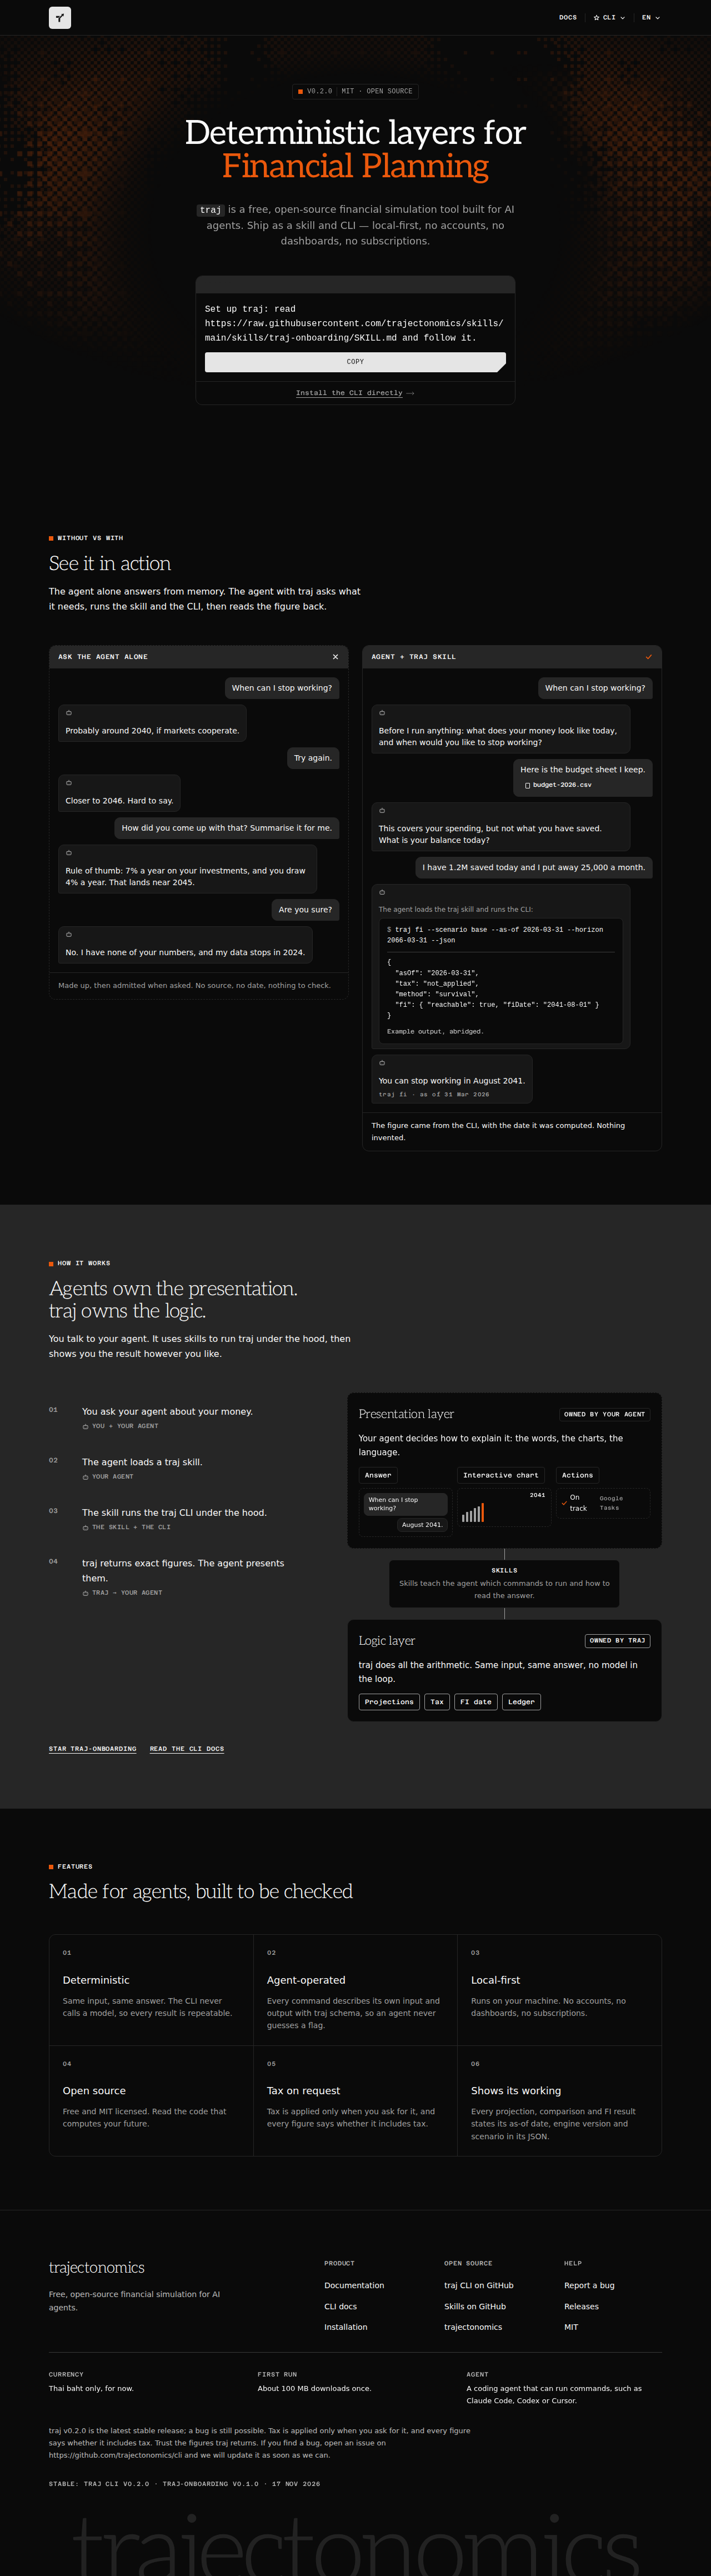 DOCS
CLI
EN
V0.2.0 MIT · OPEN SOURCE
Deterministic layers for
Financial Planning
traj is a free, open-source financial simulation tool built for AI
agents. Ship as a skill and CLI — local-first, no accounts, no
dashboards, no subscriptions.
Set up traj: read
https://raw.githubusercontent.com/trajectonomics/skills/
main/skills/traj-onboarding/SKILL.md and follow it.
COPY
Install the CLI directly →
WITHOUT VS WITH
See it in action
The agent alone answers from memory. The agent with traj asks what
it needs, runs the skill and the CLI, then reads the figure back.
ASK THE AGENT ALONE
When can I stop working?
Probably around 2040, if markets cooperate.
Try again.
Closer to 2046. Hard to say.
How did you come up with that? Summarise it for me.
Rule of thumb: 7% a year on your investments, and you draw
4% a year. That lands near 2045.
Are you sure?
No. I have none of your numbers, and my data stops in 2024.
Made up, then admitted when asked. No source, no date, nothing to check.
AGENT + TRAJ SKILL
When can I stop working?
Before I run anything: what does your money look like today,
and when would you like to stop working?
Here is the budget sheet I keep.
budget-2026.csv
This covers your spending, but not what you have saved.
What is your balance today?
I have 1.2M saved today and I put away 25,000 a month.
The agent loads the traj skill and runs the CLI:
$ traj fi --scenario base --as-of 2026-03-31 --horizon
2066-03-31 --json
{
"asOf": "2026-03-31",
"tax": "not_applied",
"method": "survival",
"fi": { "reachable": true, "fiDate": "2041-08-01" }
}
Example output, abridged.
You can stop working in August 2041.
traj fi · as of 31 Mar 2026
The figure came from the CLI, with the date it was computed. Nothing
invented.
HOW IT WORKS
Agents own the presentation.
traj owns the logic.
You talk to your agent. It uses skills to run traj under the hood, then
shows you the result however you like.
01
You ask your agent about your money.
YOU + YOUR AGENT
02
The agent loads a traj skill.
YOUR AGENT
03
The skill runs the traj CLI under the hood.
THE SKILL + THE CLI
04
traj returns exact figures. The agent presents
them.
TRAJ → YOUR AGENT
Presentation layer
OWNED BY YOUR AGENT
Your agent decides how to explain it: the words, the charts, the
language.
Answer
Interactive chart
Actions
When can I stop
working?
August 2041.
2041
On
track
Google
Tasks
SKILLS
Skills teach the agent which commands to run and how to
read the answer.
Logic layer
OWNED BY TRAJ
traj does all the arithmetic. Same input, same answer, no model in
the loop.
Projections
Tax
FI date
Ledger
STAR TRAJ-ONBOARDING
READ THE CLI DOCS
FEATURES
Made for agents, built to be checked
01
Deterministic
Same input, same answer. The CLI never
calls a model, so every result is repeatable.
02
Agent-operated
Every command describes its own input and
output with traj schema, so an agent never
guesses a flag.
03
Local-first
Runs on your machine. No accounts, no
dashboards, no subscriptions.
04
Open source
Free and MIT licensed. Read the code that
computes your future.
05
Tax on request
Tax is applied only when you ask for it, and
every figure says whether it includes tax.
06
Shows its working
Every projection, comparison and FI result
states its as-of date, engine version and
scenario in its JSON.
trajectonomics
Free, open-source financial simulation for AI
agents.
PRODUCT
Documentation
CLI docs
Installation
OPEN SOURCE
traj CLI on GitHub
Skills on GitHub
trajectonomics
HELP
Report a bug
Releases
MIT
CURRENCY
Thai baht only, for now.
FIRST RUN
About 100 MB downloads once.
AGENT
A coding agent that can run commands, such as
Claude Code, Codex or Cursor.
traj v0.2.0 is the latest stable release; a bug is still possible. Tax is applied only when you ask for it, and every figure
says whether it includes tax. Trust the figures traj returns. If you find a bug, open an issue on
https://github.com/trajectonomics/cli and we will update it as soon as we can.
STABLE: TRAJ CLI V0.2.0 · TRAJ-ONBOARDING V0.1.0 · 17 NOV 2026
trajectonomics